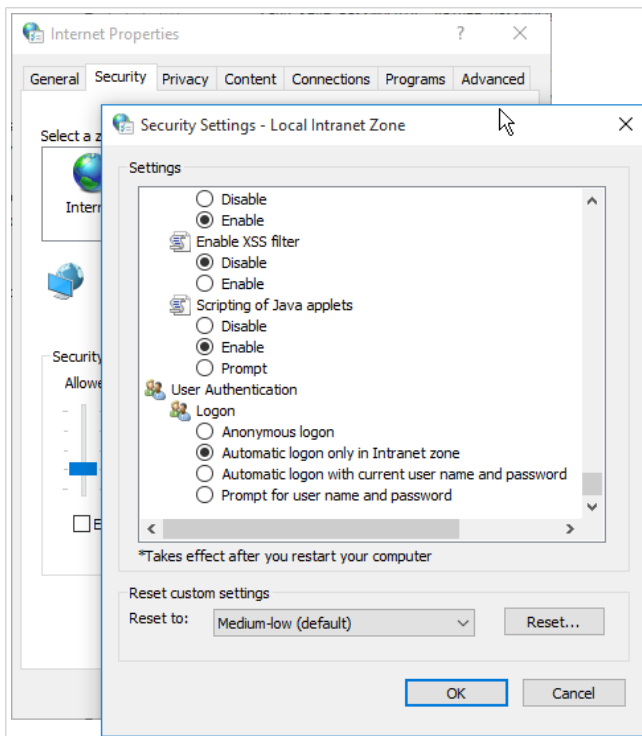 Internet Properties
General Security Privacy Content Connections Programs Advanced
Select a z
Inter
Security
Allowe
E
Security Settings - Local Intranet Zone
Settings
Disable
Enable
Enable XSS filter
Disable
Enable
Scripting of Java applets
Disable
Enable
Prompt
User Authentication
Logon
Anonymous logon
Automatic logon only in Intranet zone
Automatic logon with current user name and password
Prompt for user name and password
*Takes effect after you restart your computer
Reset custom settings
Reset to: Medium-low (default) Reset...
OK Cancel